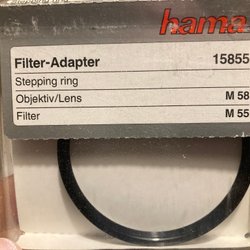 hama
Filter-Adapter 15855
Stepping ring
Objektiv/Lens M 58
Filter M 55